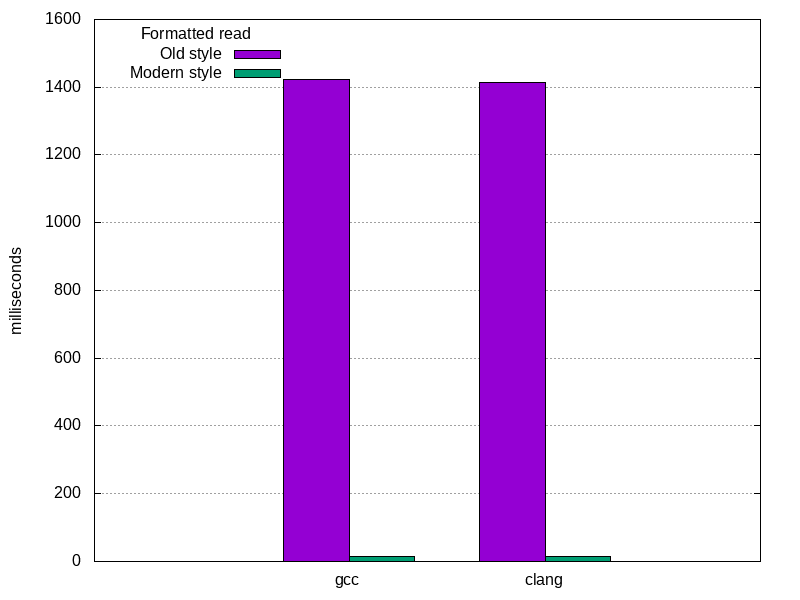 1600
1400
1200
1000
800
600
400
200
0
milliseconds
Formatted read
Old style
Modern style
gcc
clang